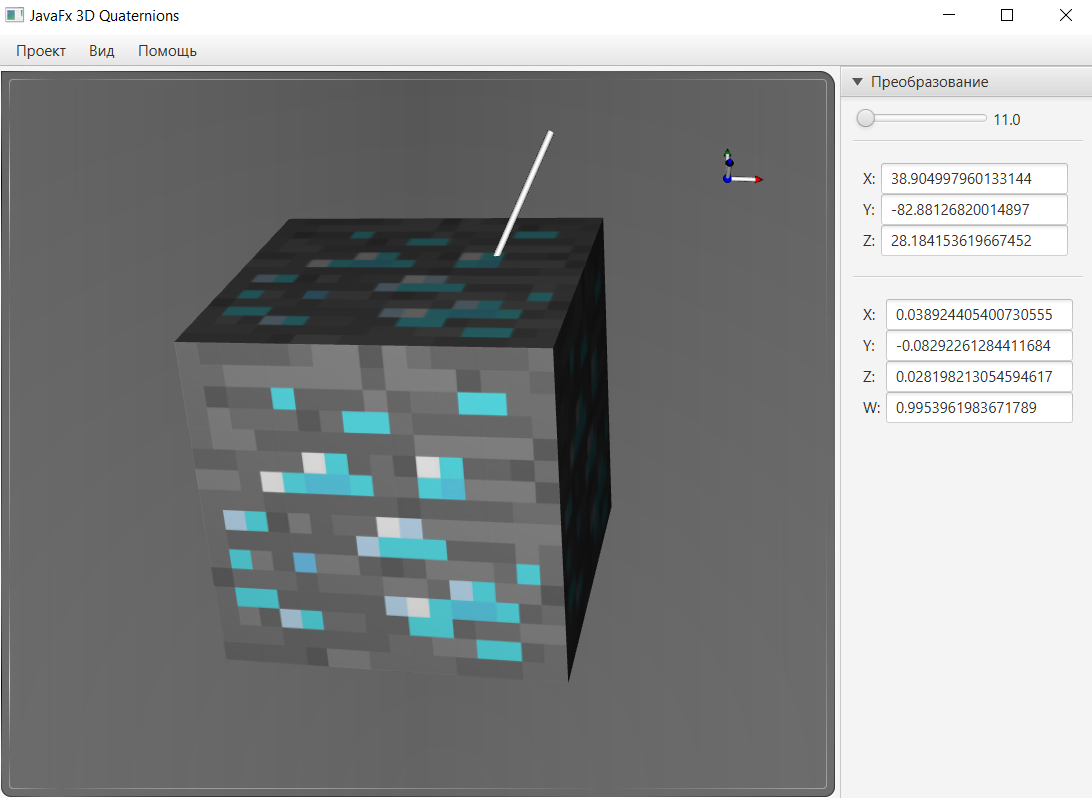 JavaFx 3D Quaternions
Проект Вид Помощь
Преобразование
11.0
X: 38.904997960133144
Y: -82.88126820014897
Z: 28.184153619667452
X: 0.038924405400730555
Y: -0.08292261284411684
Z: 0.028198213054594617
W: 0.9953961983671789